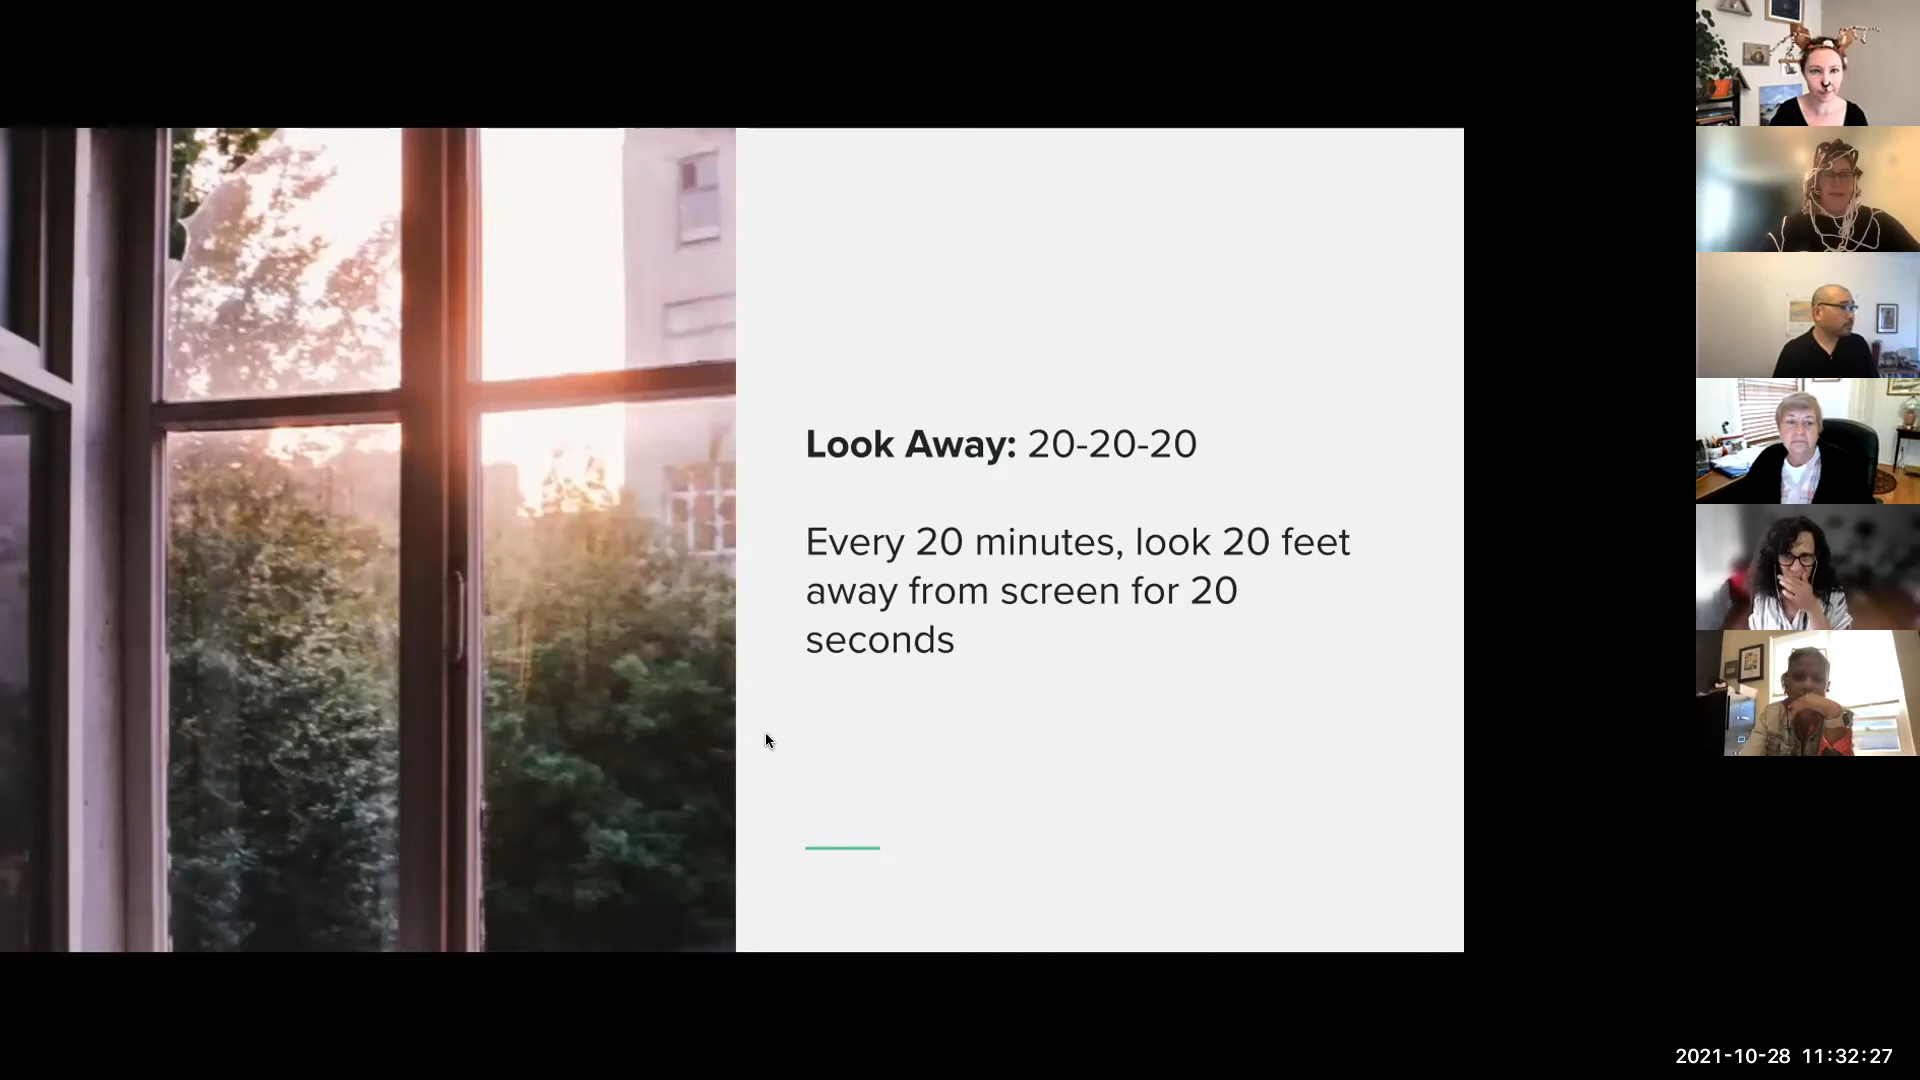 Look Away: 20-20-20
Every 20 minutes, look 20 feet
away from screen for 20
seconds
2021-10-28 11:32:27